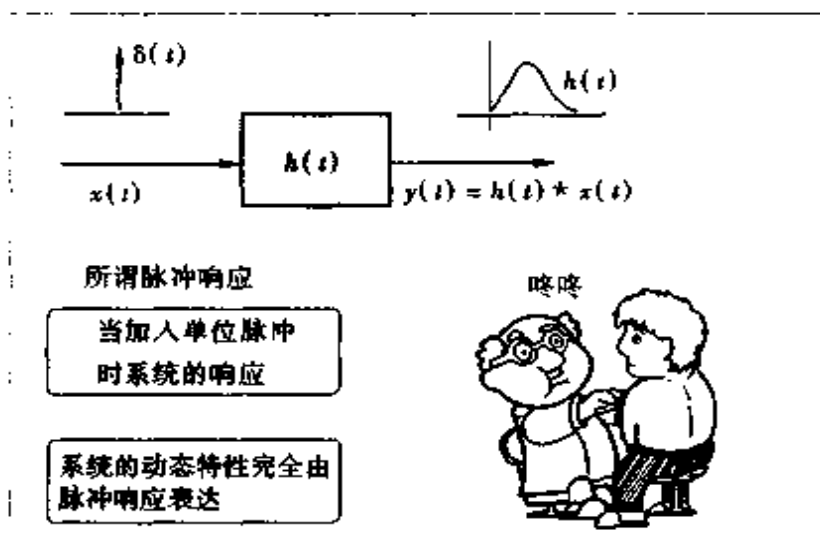 δ(t)
h(t)
h(t)
x(t)
y(t) = h(t) * x(t)
所谓脉冲响应
咚咚
当加入单位脉冲
时系统的响应
系统的动态特性完全由
脉冲响应表达